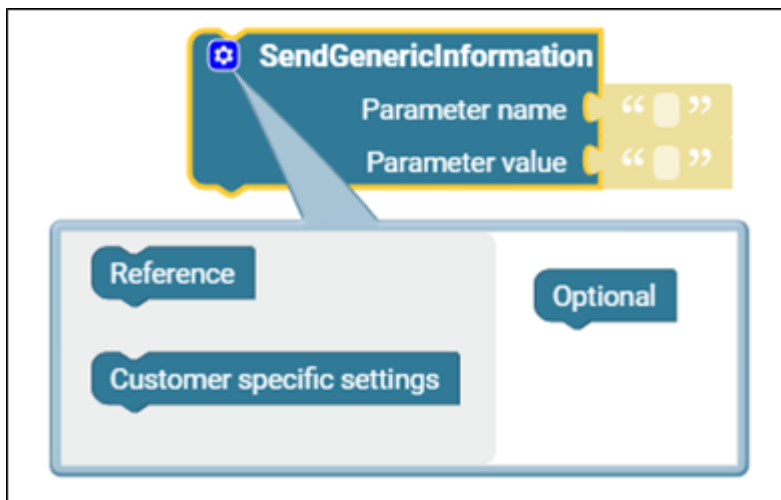 SendGenericInformation
Parameter name “ ”
Parameter value “ ”
Reference
Optional
Customer specific settings